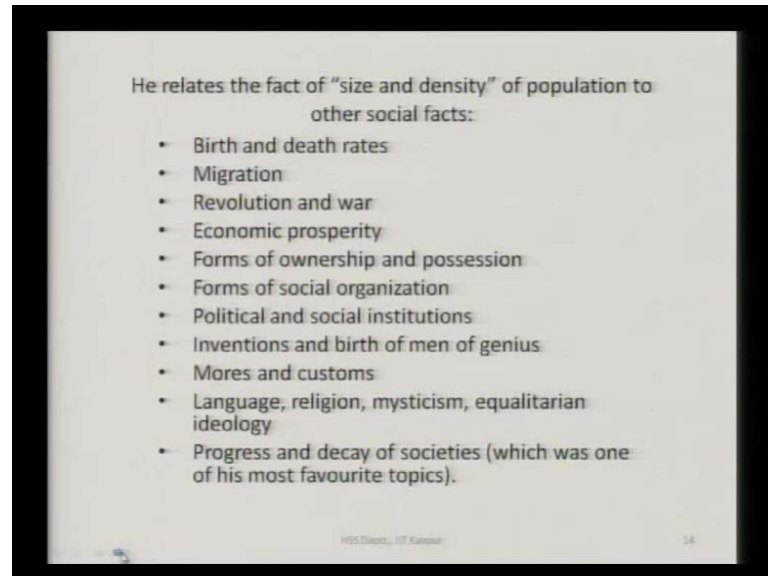 He relates the fact of “size and density” of population to
other social facts:
• Birth and death rates
• Migration
• Revolution and war
• Economic prosperity
• Forms of ownership and possession
• Forms of social organization
• Political and social institutions
• Inventions and birth of men of genius
• Mores and customs
• Language, religion, mysticism, equalitarian
ideology
• Progress and decay of societies (which was one
of his most favourite topics).
HSS Dept., IIT Kanpur 14